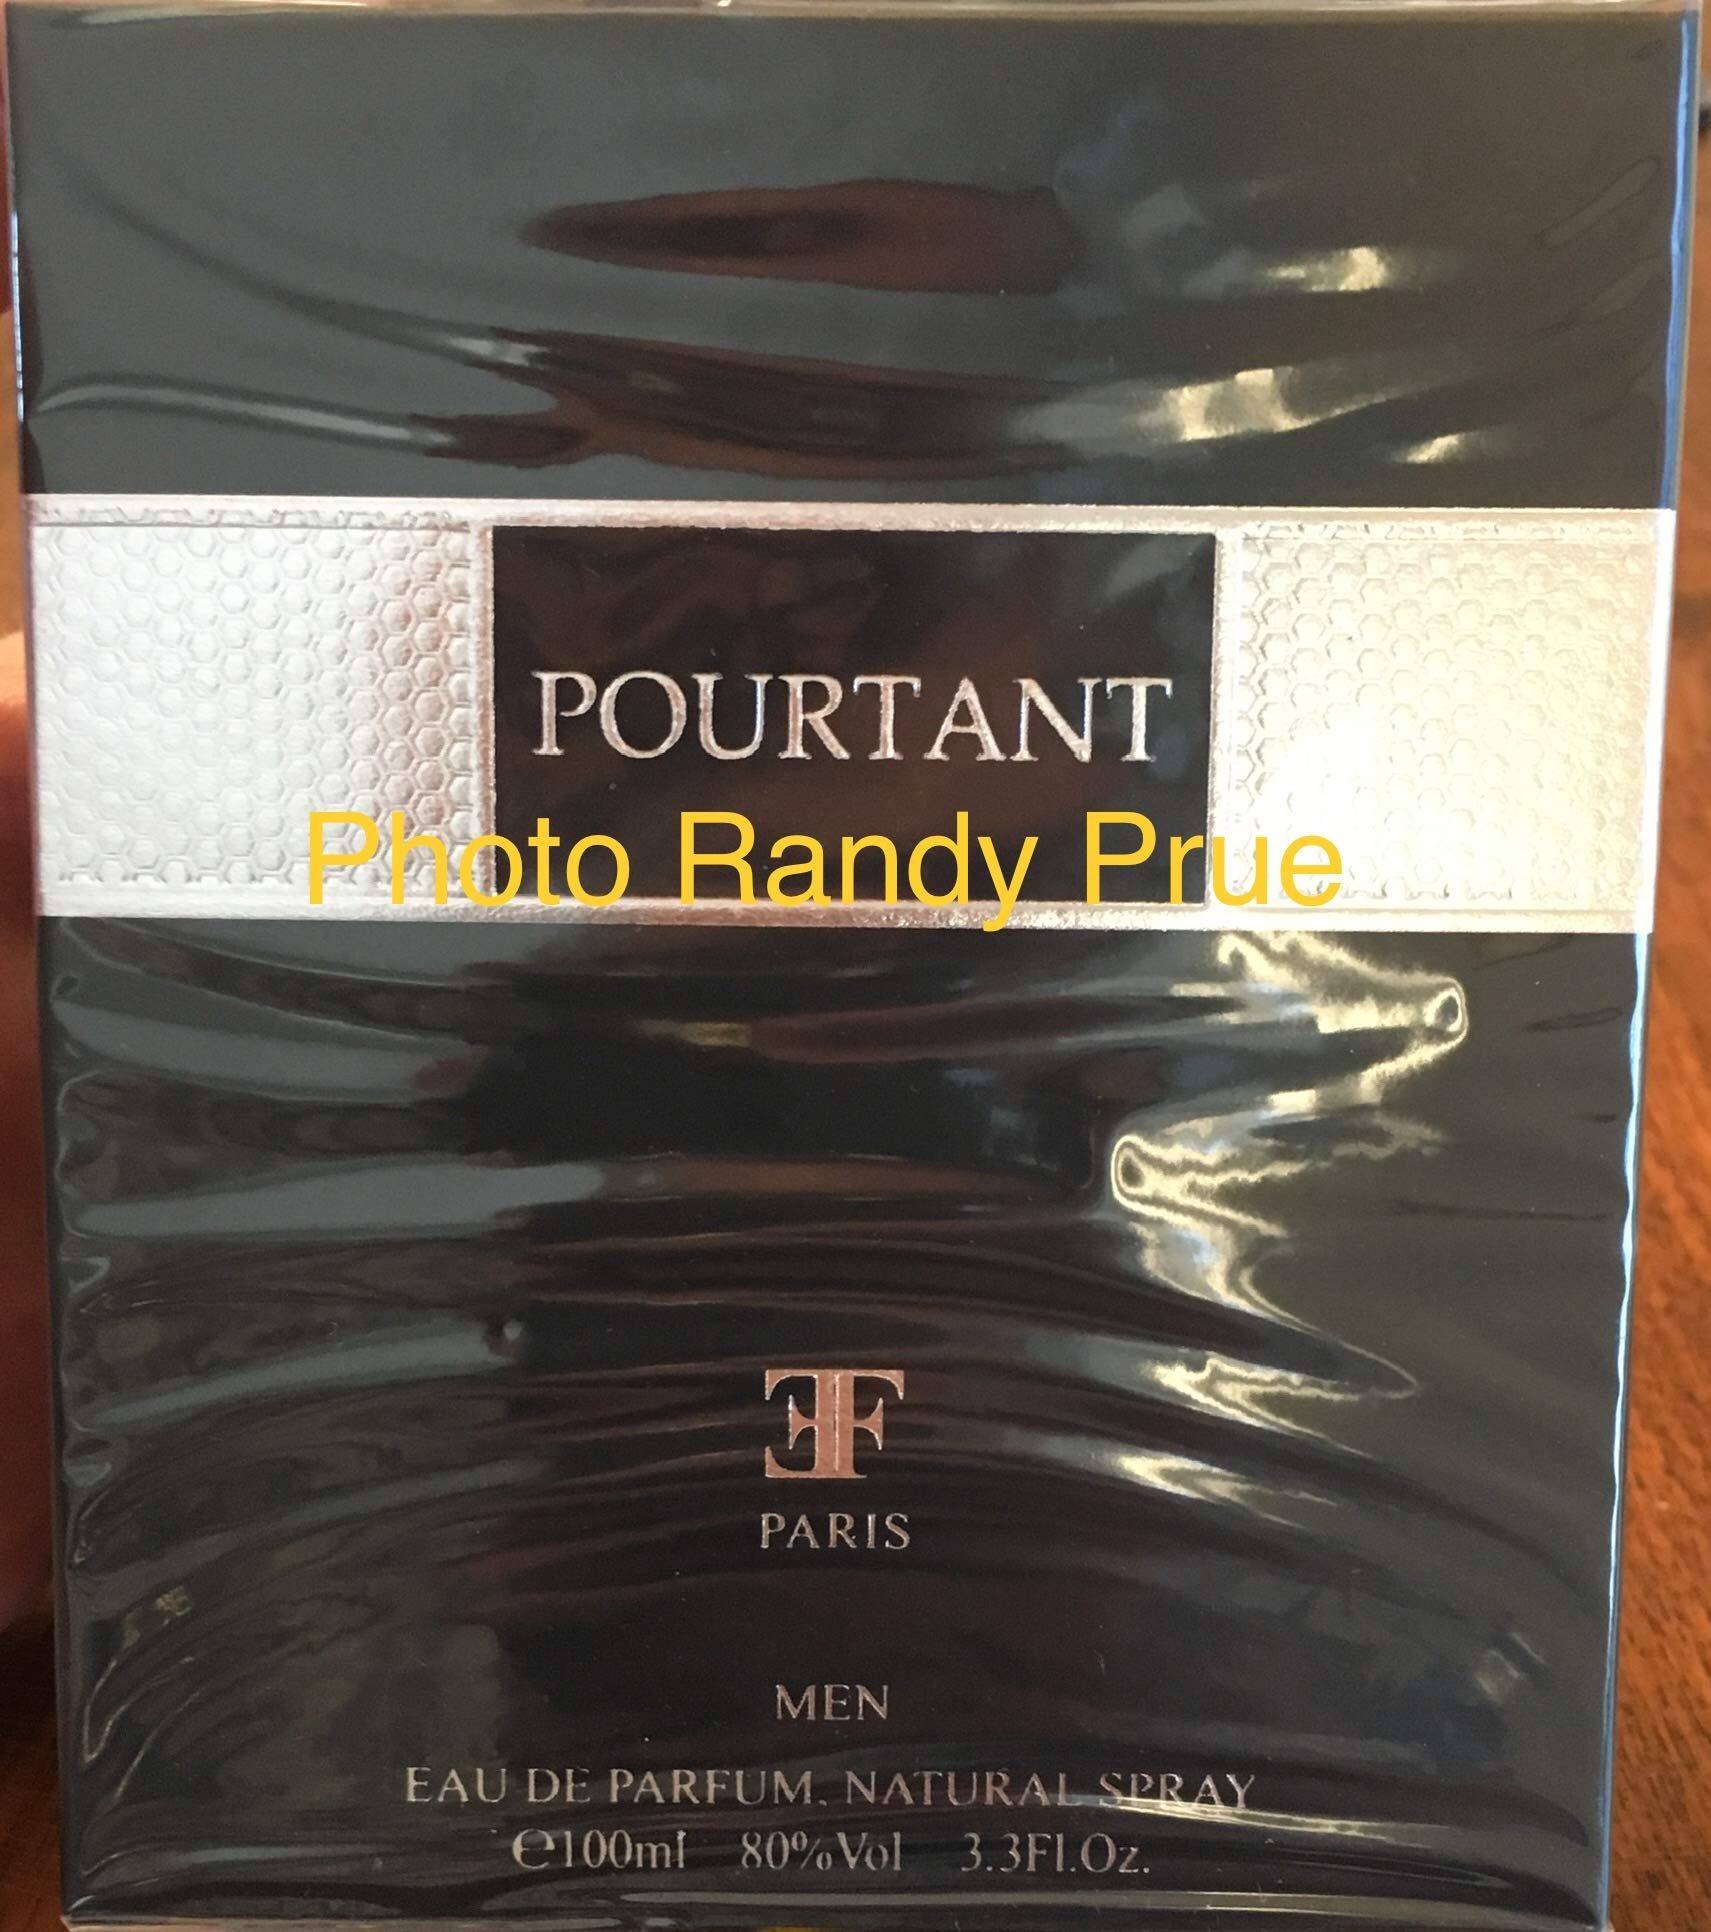 POURTANT
Photo Randy Prue
EF
PARIS
MEN
EAU DE PARFUM. NATURAL SPRAY
℮100ml 80%Vol 3.3Fl.Oz.